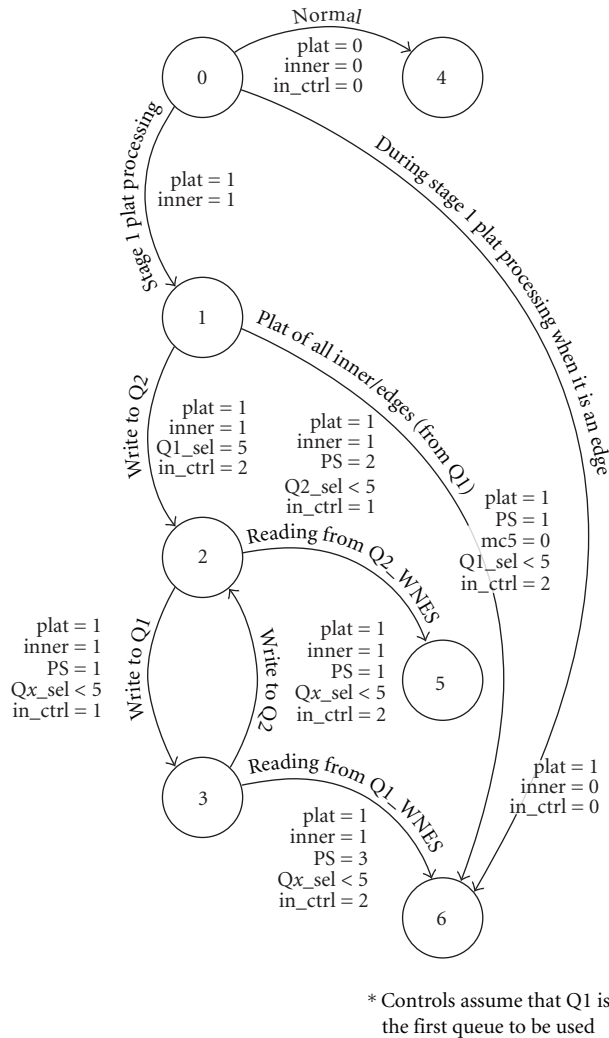 Normal
plat = 0
inner = 0
in_ctrl = 0
0
4
Stage 1 plat processing
plat = 1
inner = 1
During stage 1 plat processing when it is an edge
1
Plat of all inner/edges (from Q1)
Write to Q2
plat = 1
inner = 1
Q1_sel = 5
in_ctrl = 2
plat = 1
inner = 1
PS = 2
Q2_sel < 5
in_ctrl = 1
plat = 1
PS = 1
mc5 = 0
Q1_sel < 5
in_ctrl = 2
2
Reading from Q2_WNES
plat = 1
inner = 1
PS = 1
Qx_sel < 5
in_ctrl = 1
Write to Q1
Write to Q2
plat = 1
inner = 1
PS = 1
Qx_sel < 5
in_ctrl = 2
5
3
Reading from Q1_WNES
plat = 1
inner = 1
PS = 3
Qx_sel < 5
in_ctrl = 2
plat = 1
inner = 0
in_ctrl = 0
6
* Controls assume that Q1 is
the first queue to be used